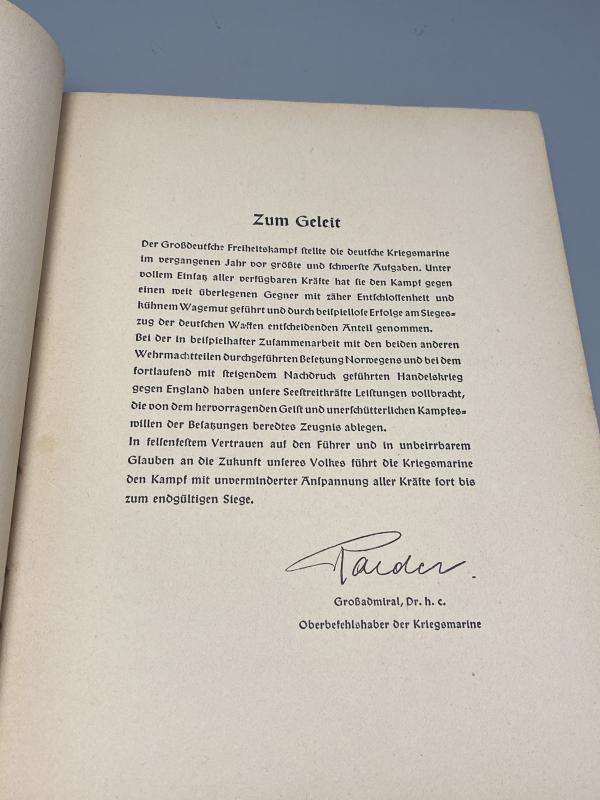 Zum Geleit
Der Großdeutsche Freiheitskampf stellte die deutsche Kriegsmarine
im vergangenen Jahr vor größte und schwerste Aufgaben. Unter
vollem Einsatz aller verfügbaren Kräfte hat sie den Kampf gegen
einen weit überlegenen Gegner mit zäher Entschlossenheit und
kühnem Wagemut geführt und durch beispiellose Erfolge am Sieges-
zug der deutschen Waffen entscheidenden Anteil genommen.
Bei der in beispielhafter Zusammenarbeit mit den beiden anderen
Wehrmachtteilen durchgeführten Besetzung Norwegens und bei dem
fortlaufend mit steigendem Nachdruck geführten Handelskrieg
gegen England haben unsere Seestreitkräfte Leistungen vollbracht,
die von dem hervorragenden Geist und unerschütterlichen Kampfes-
willen der Besatzungen beredtes Zeugnis ablegen.
In felsenfestem Vertrauen auf den Führer und in unbeirrbarem
Glauben an die Zukunft unseres Volkes führt die Kriegsmarine
den Kampf mit unverminderter Anspannung aller Kräfte fort bis
zum endgültigen Siege.
Raeder.
Großadmiral, Dr. h. c.
Oberbefehlshaber der Kriegsmarine